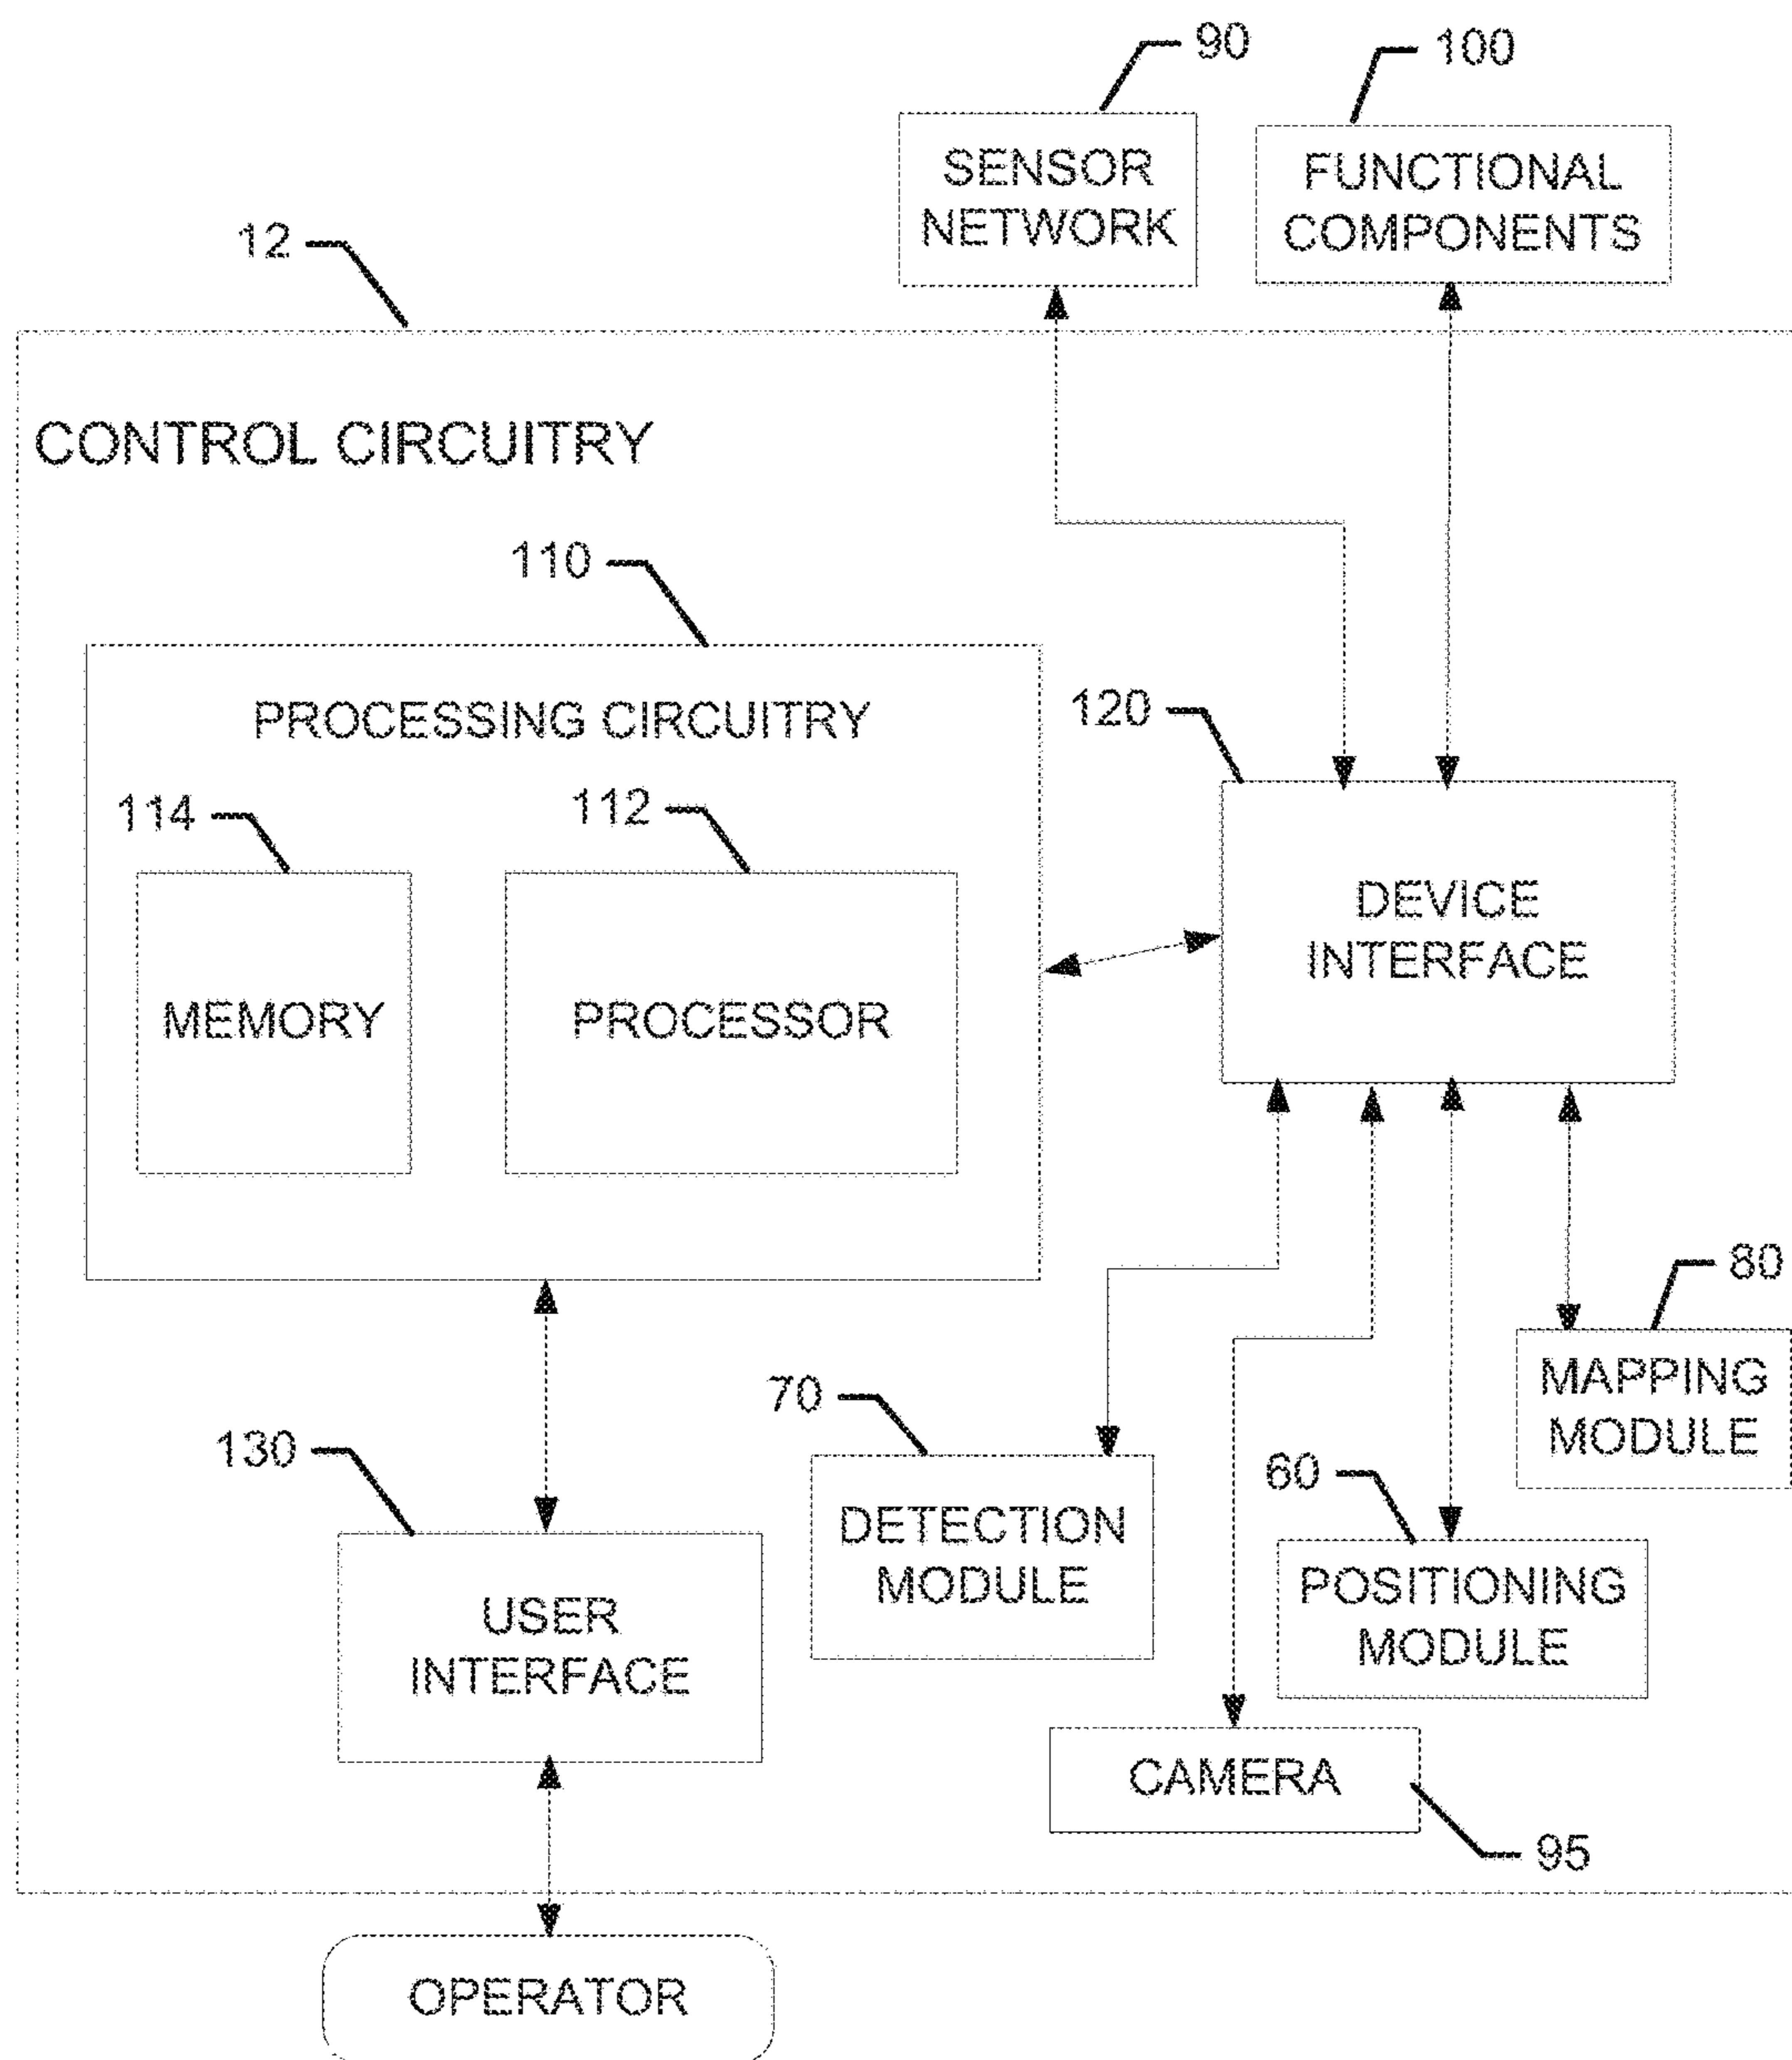 90
100
SENSOR
NETWORK
FUNCTIONAL
COMPONENTS
12
CONTROL CIRCUITRY
110
PROCESSING CIRCUITRY
120
114
112
DEVICE
INTERFACE
MEMORY
PROCESSOR
80
MAPPING
MODULE
70
130
60
DETECTION
MODULE
POSITIONING
MODULE
USER
INTERFACE
CAMERA
95
OPERATOR